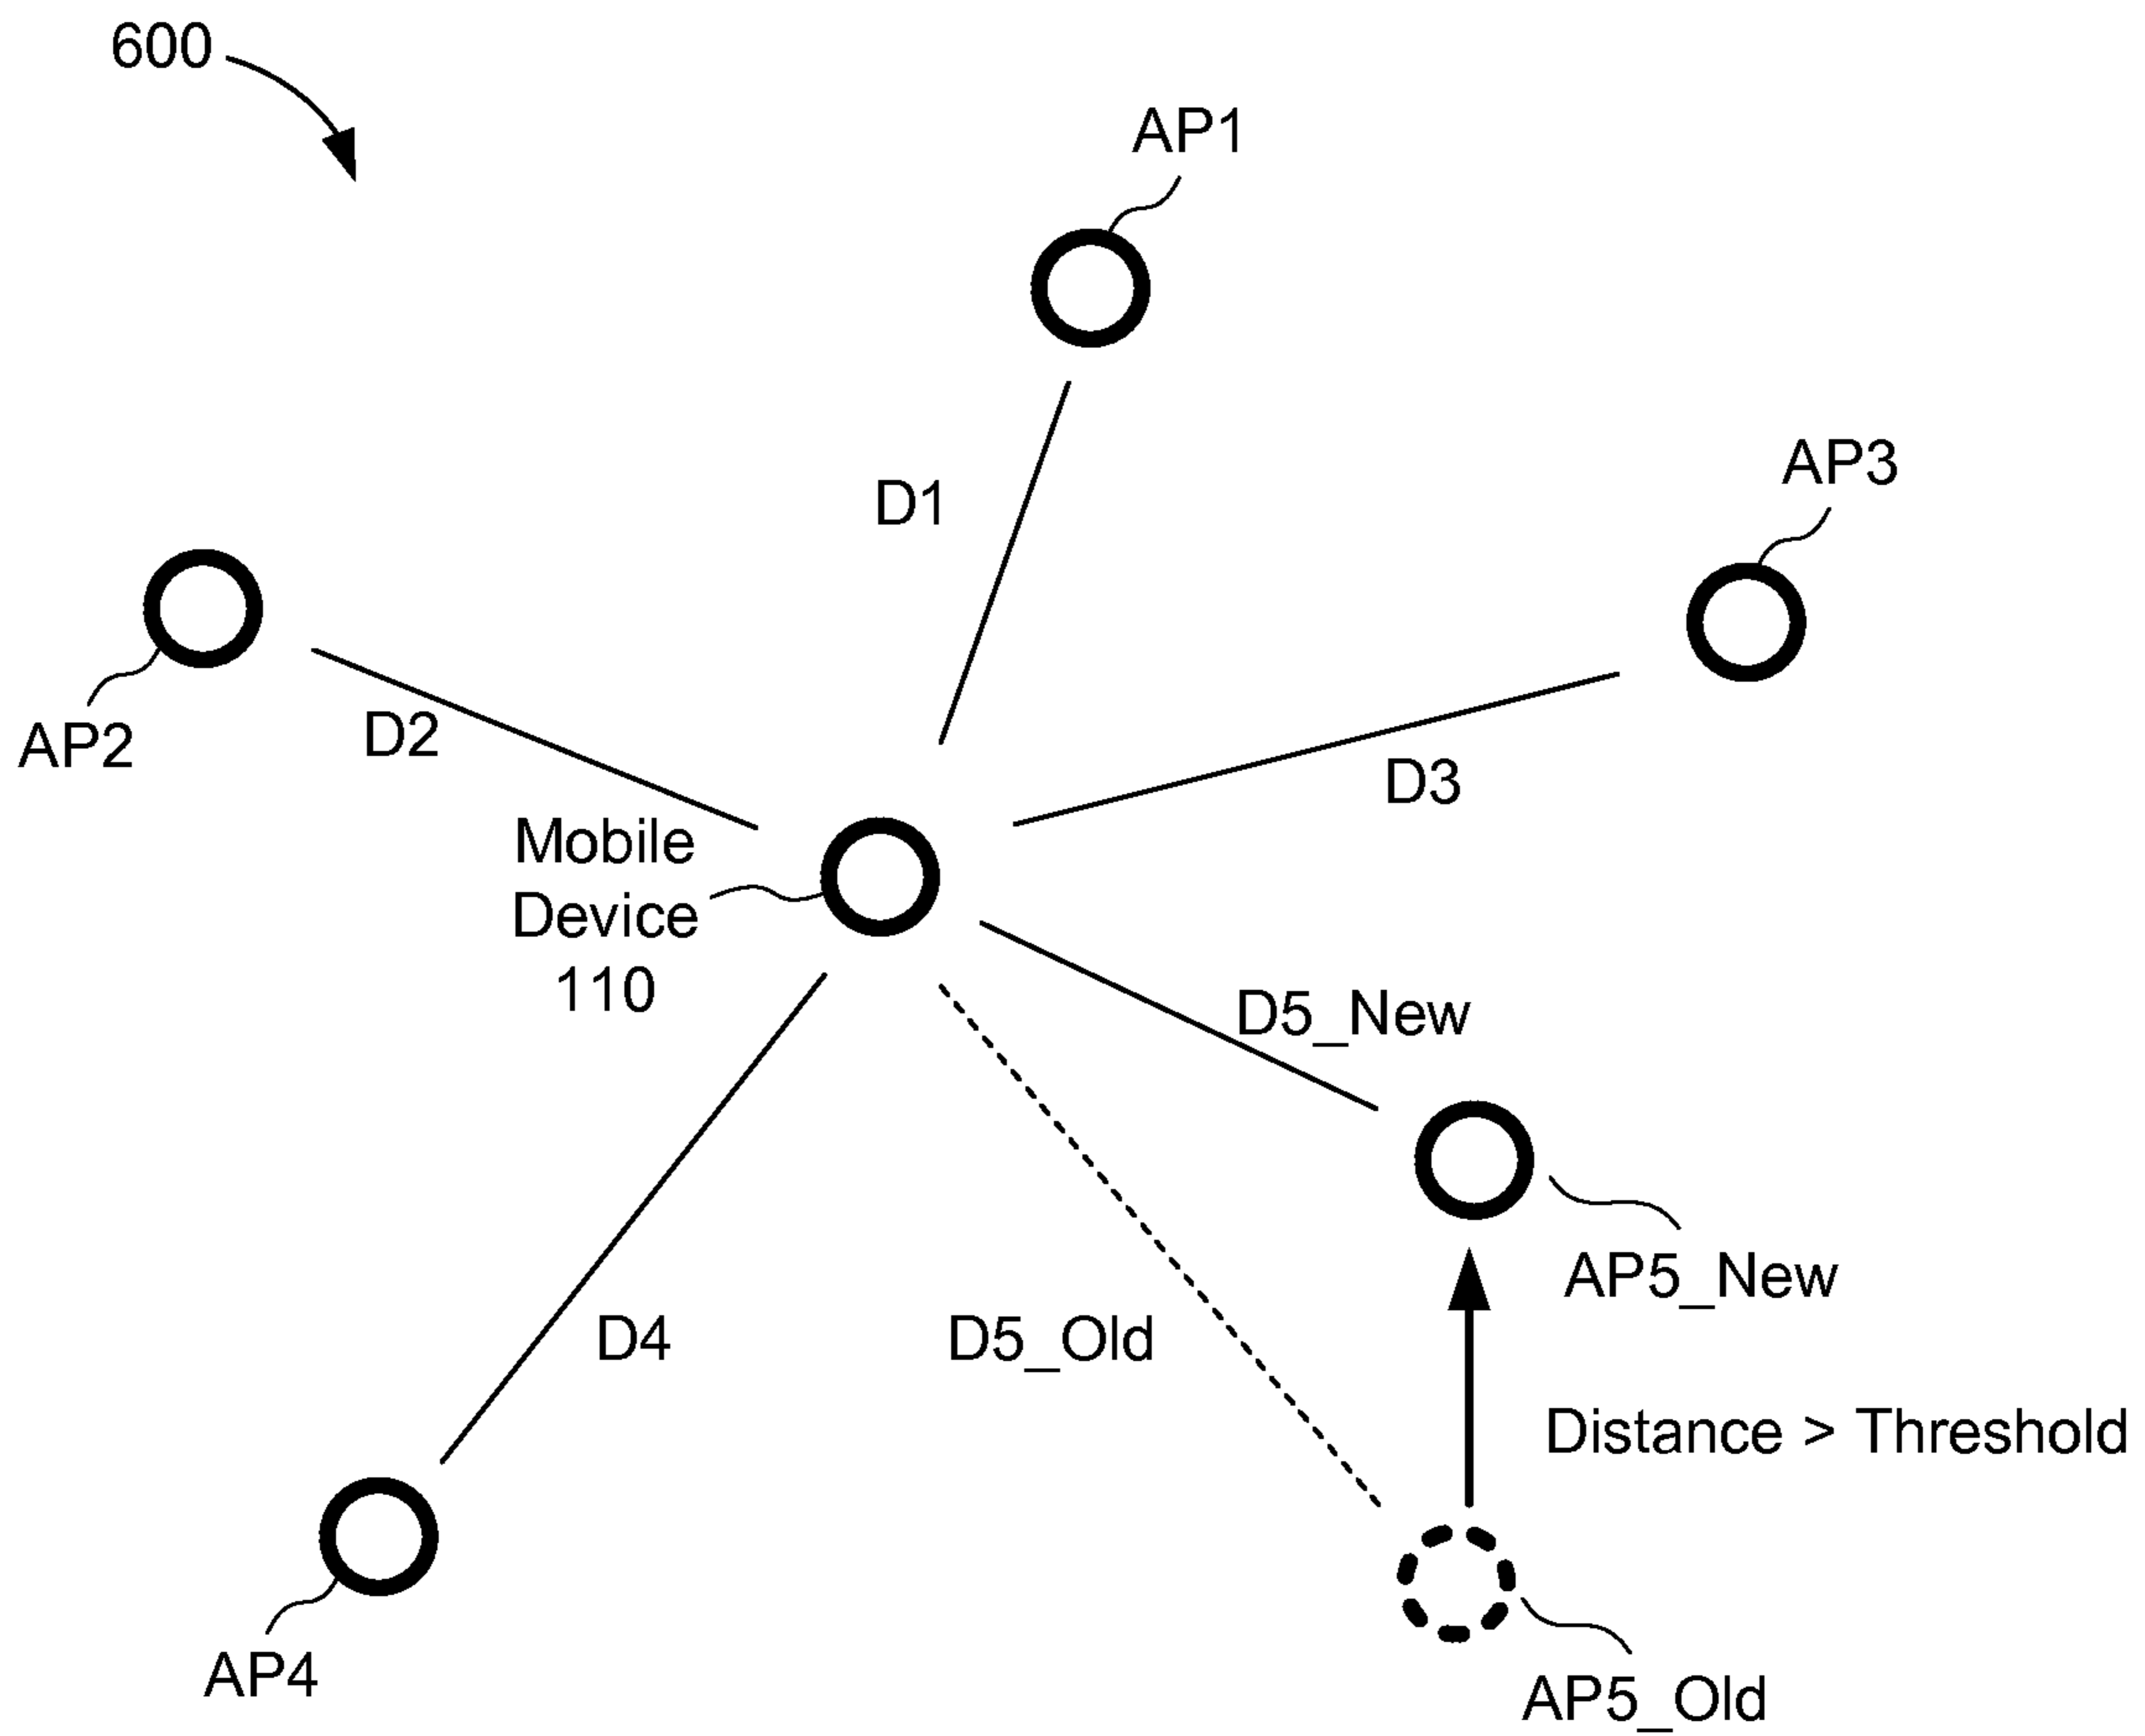 600
AP1
AP3
D1
AP2
D2
D3
Mobile
Device
110
D5_New
AP5_New
D4
D5_Old
Distance > Threshold
AP4
AP5_Old